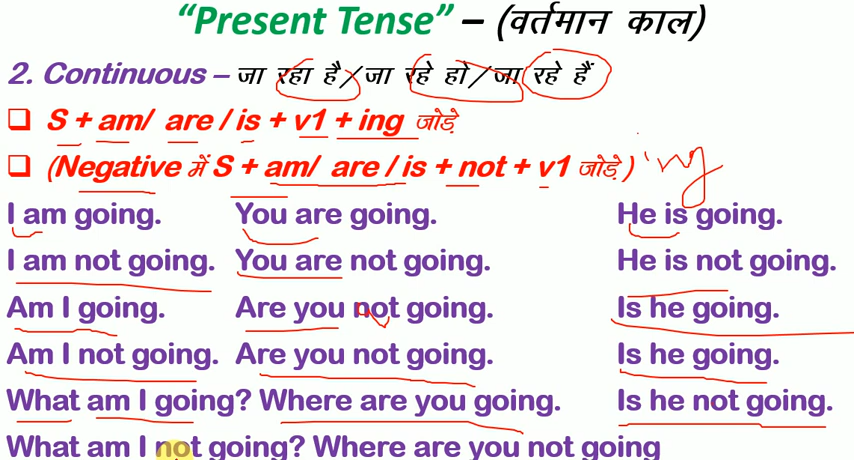 “Present Tense” – (वर्तमान काल)
2. Continuous – जा रहा है/जा रहे हो/जा रहे हैं
S + am/ are / is + v1 + ing जोड़े
(Negative में S + am/ are / is + not + v1 जोड़े) ing
I am going. You are going. He is going.
I am not going. You are not going. He is not going.
Am I going. Are you not going. Is he going.
Am I not going. Are you not going. Is he going.
What am I going? Where are you going. Is he not going.
What am I not going? Where are you not going